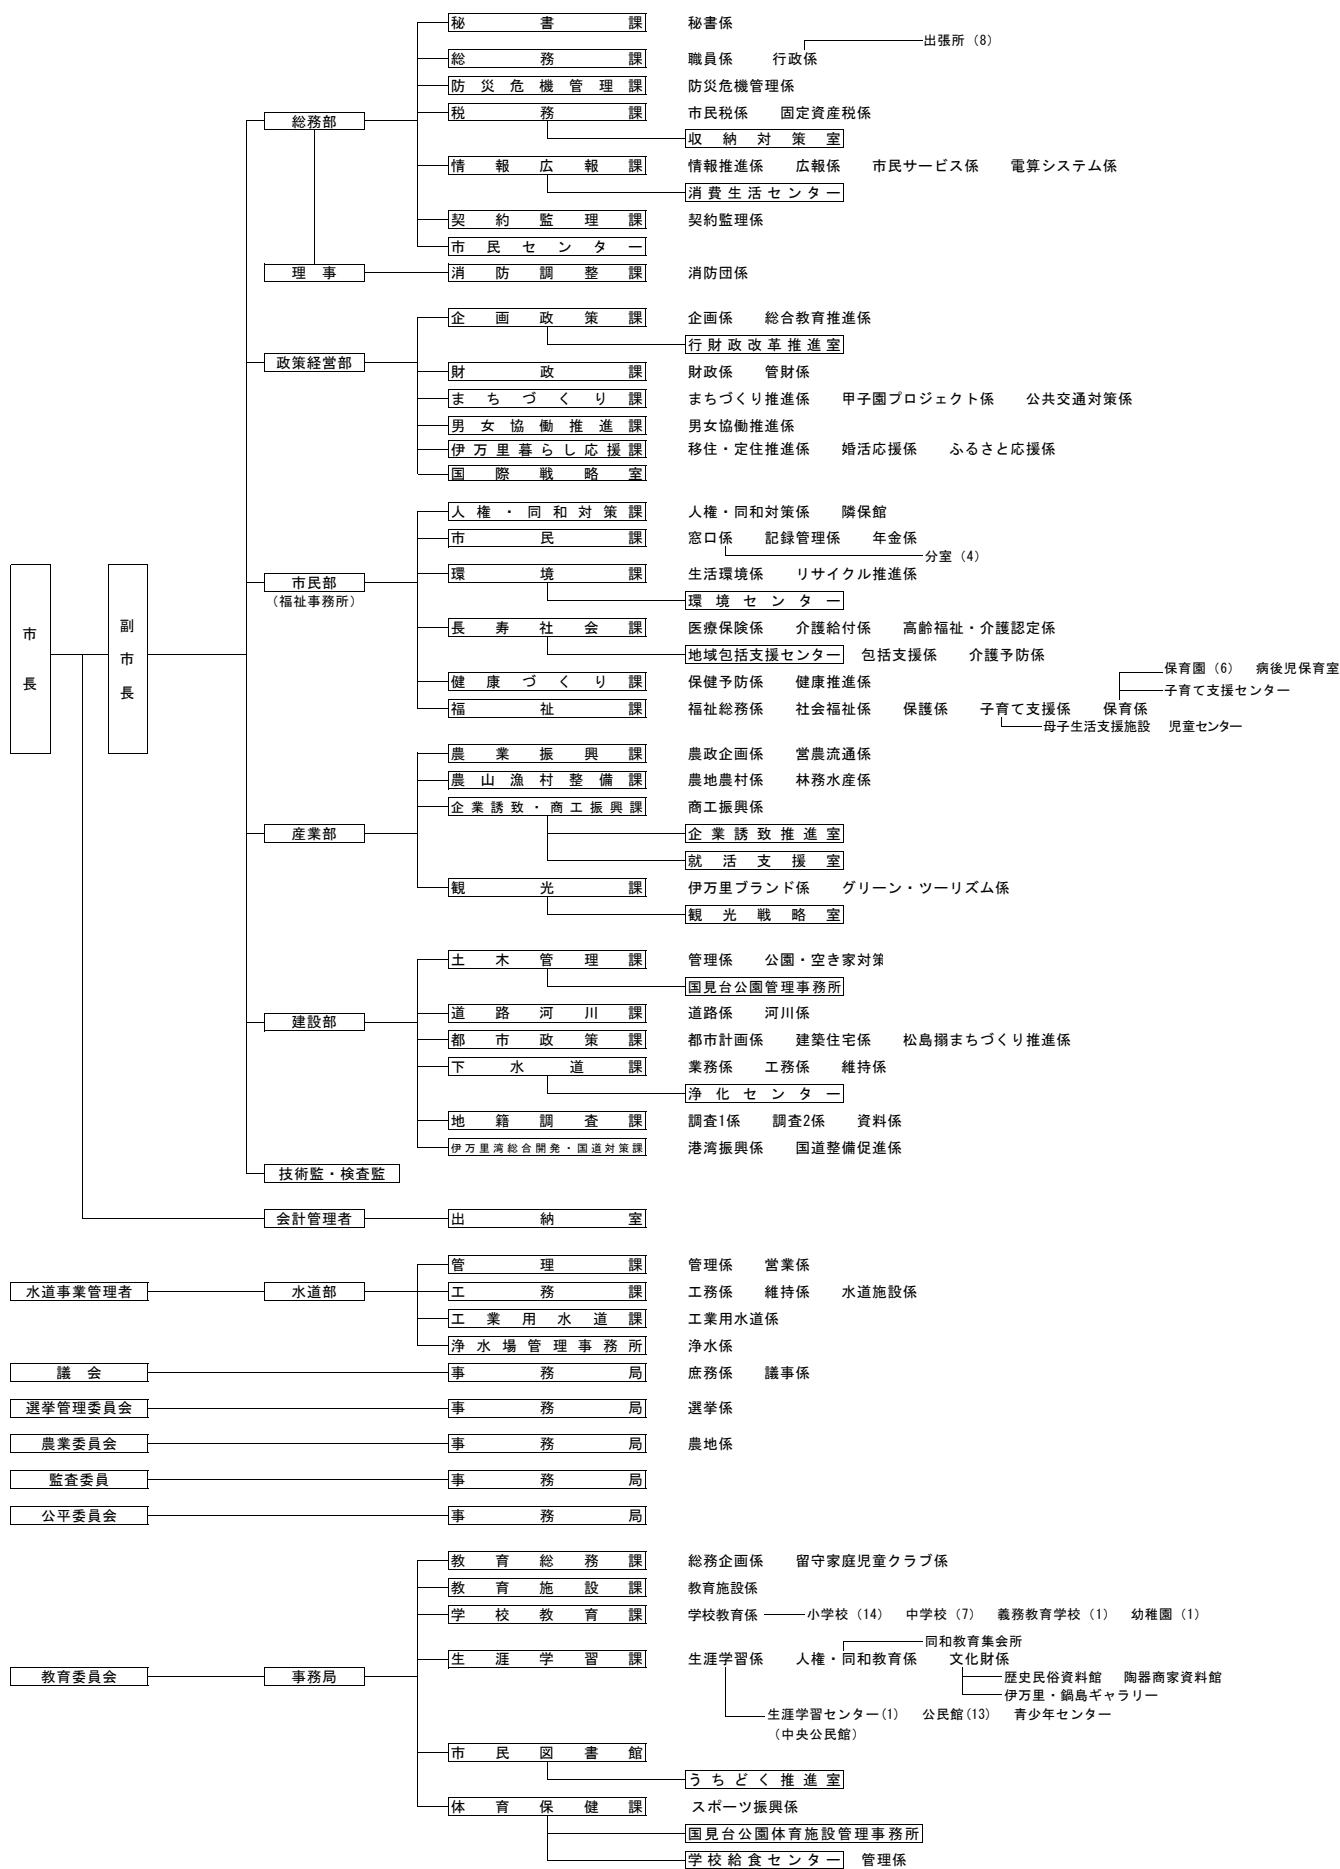 秘書課 秘書係
出張所（8）
総務課 職員係 行政係
防災危機管理課 防災危機管理係
税務課 市民税係 固定資産税係
総務部
収納対策室
情報広報課 情報推進係 広報係 市民サービス係 電算システム係
消費生活センター
契約監理課 契約監理係
市民センター
理事 消防調整課 消防団係
企画政策課 企画係 総合教育推進係
行財政改革推進室
政策経営部
財政課 財政係 管財係
まちづくり課 まちづくり推進係 甲子園プロジェクト係 公共交通対策係
男女協働推進課 男女協働推進係
伊万里暮らし応援課 移住・定住推進係 婚活応援係 ふるさと応援係
国際戦略室
人権・同和対策課 人権・同和対策係 隣保館
市民課 窓口係 記録管理係 年金係
分室（4）
環境課 生活環境係 リサイクル推進係
市民部
（福祉事務所）
環境センター
長寿社会課 医療保険係 介護給付係 高齢福祉・介護認定係
市長 副市長
地域包括支援センター 包括支援係 介護予防係
保育園（6） 病後児保育室
健康づくり課 保健予防係 健康推進係
子育て支援センター
福祉課 福祉総務係 社会福祉係 保護係 子育て支援係 保育係
母子生活支援施設 児童センター
農業振興課 農政企画係 営農流通係
農山漁村整備課 農地農村係 林務水産係
企業誘致・商工振興課 商工振興係
産業部
企業誘致推進室
就活支援室
観光課 伊万里ブランド係 グリーン・ツーリズム係
観光戦略室
土木管理課 管理係 公園・空き家対策
国見台公園管理事務所
道路河川課 道路係 河川係
建設部
都市政策課 都市計画係 建築住宅係 松島搦まちづくり推進係
下水道課 業務係 工務係 維持係
浄化センター
地籍調査課 調査1係 調査2係 資料係
伊万里湾総合開発・国道対策課 港湾振興係 国道整備促進係
技術監・検査監
会計管理者 出納室
管理課 管理係 営業係
水道事業管理者 水道部 工務課 工務係 維持係 水道施設係
工業用水道課 工業用水道係
浄水場管理事務所 浄水係
議会 事務局 庶務係 議事係
選挙管理委員会 事務局 選挙係
農業委員会 事務局 農地係
監査委員 事務局
公平委員会 事務局
教育総務課 総務企画係 留守家庭児童クラブ係
教育施設課 教育施設係
学校教育課 学校教育係 小学校（14） 中学校（7） 義務教育学校（1） 幼稚園（1）
同和教育集会所
生涯学習課 生涯学習係 人権・同和教育係 文化財係
教育委員会 事務局
歴史民俗資料館 陶器商家資料館
伊万里・鍋島ギャラリー
生涯学習センター(1) 公民館(13) 青少年センター
（中央公民館）
市民図書館
うちどく推進室
体育保健課 スポーツ振興係
国見台公園体育施設管理事務所
学校給食センター 管理係